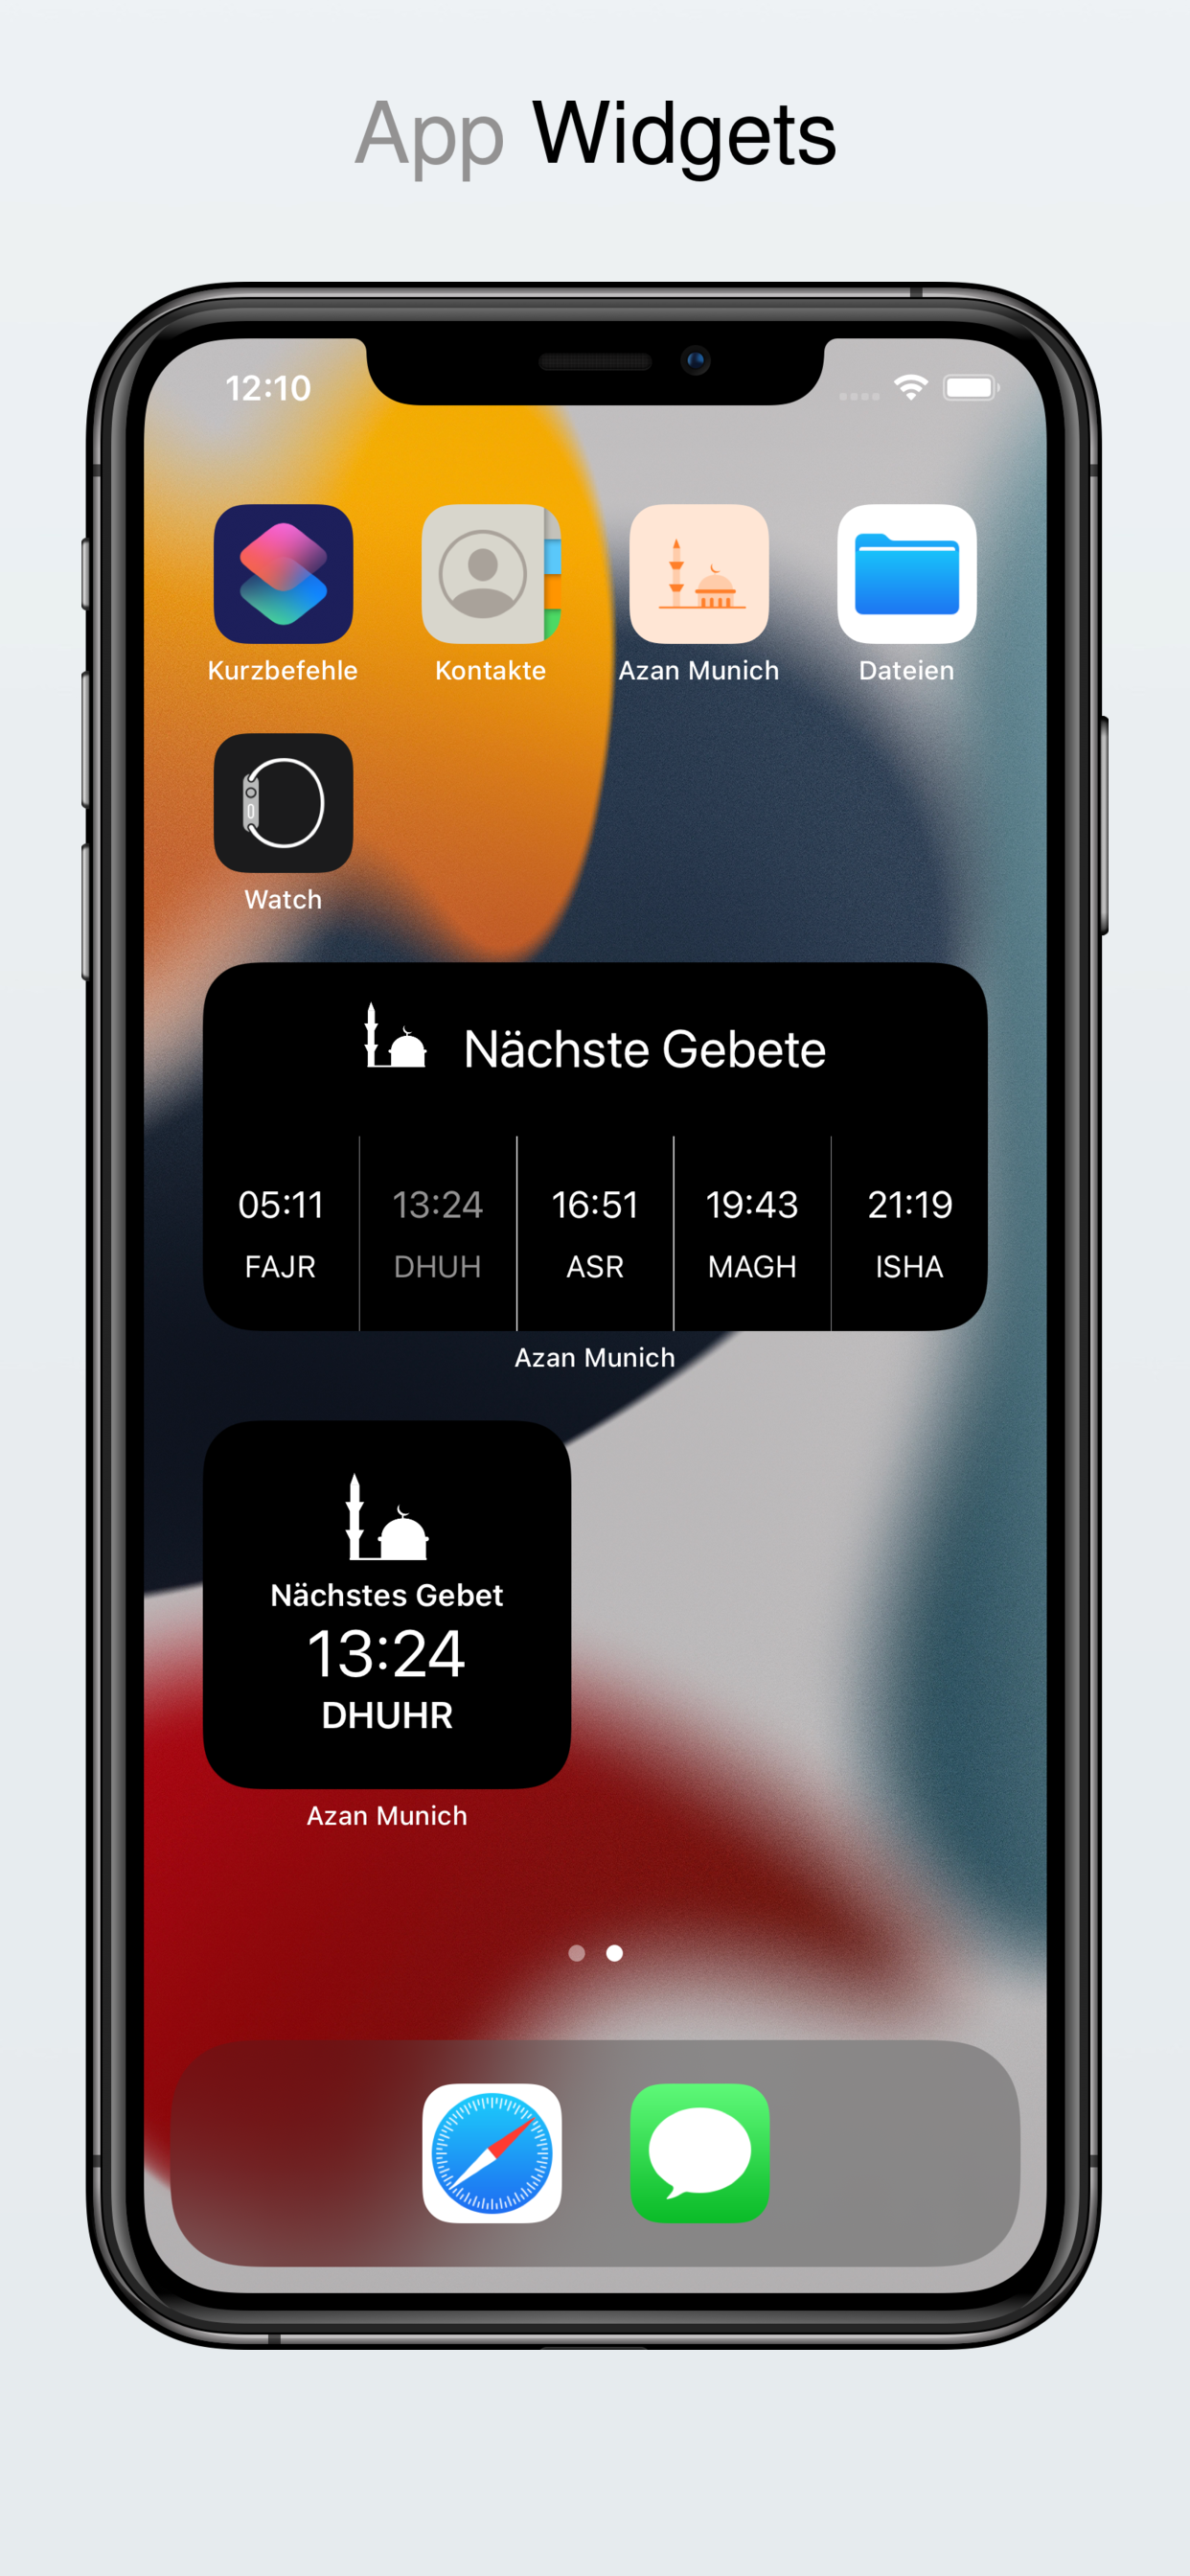 App Widgets
12:10
Kurzbefehle
Kontakte
Azan Munich
Dateien
Watch
Nächste Gebete
05:11 13:24 16:51 19:43 21:19
FAJR DHUH ASR MAGH ISHA
Azan Munich
Nächstes Gebet
13:24
DHUHR
Azan Munich